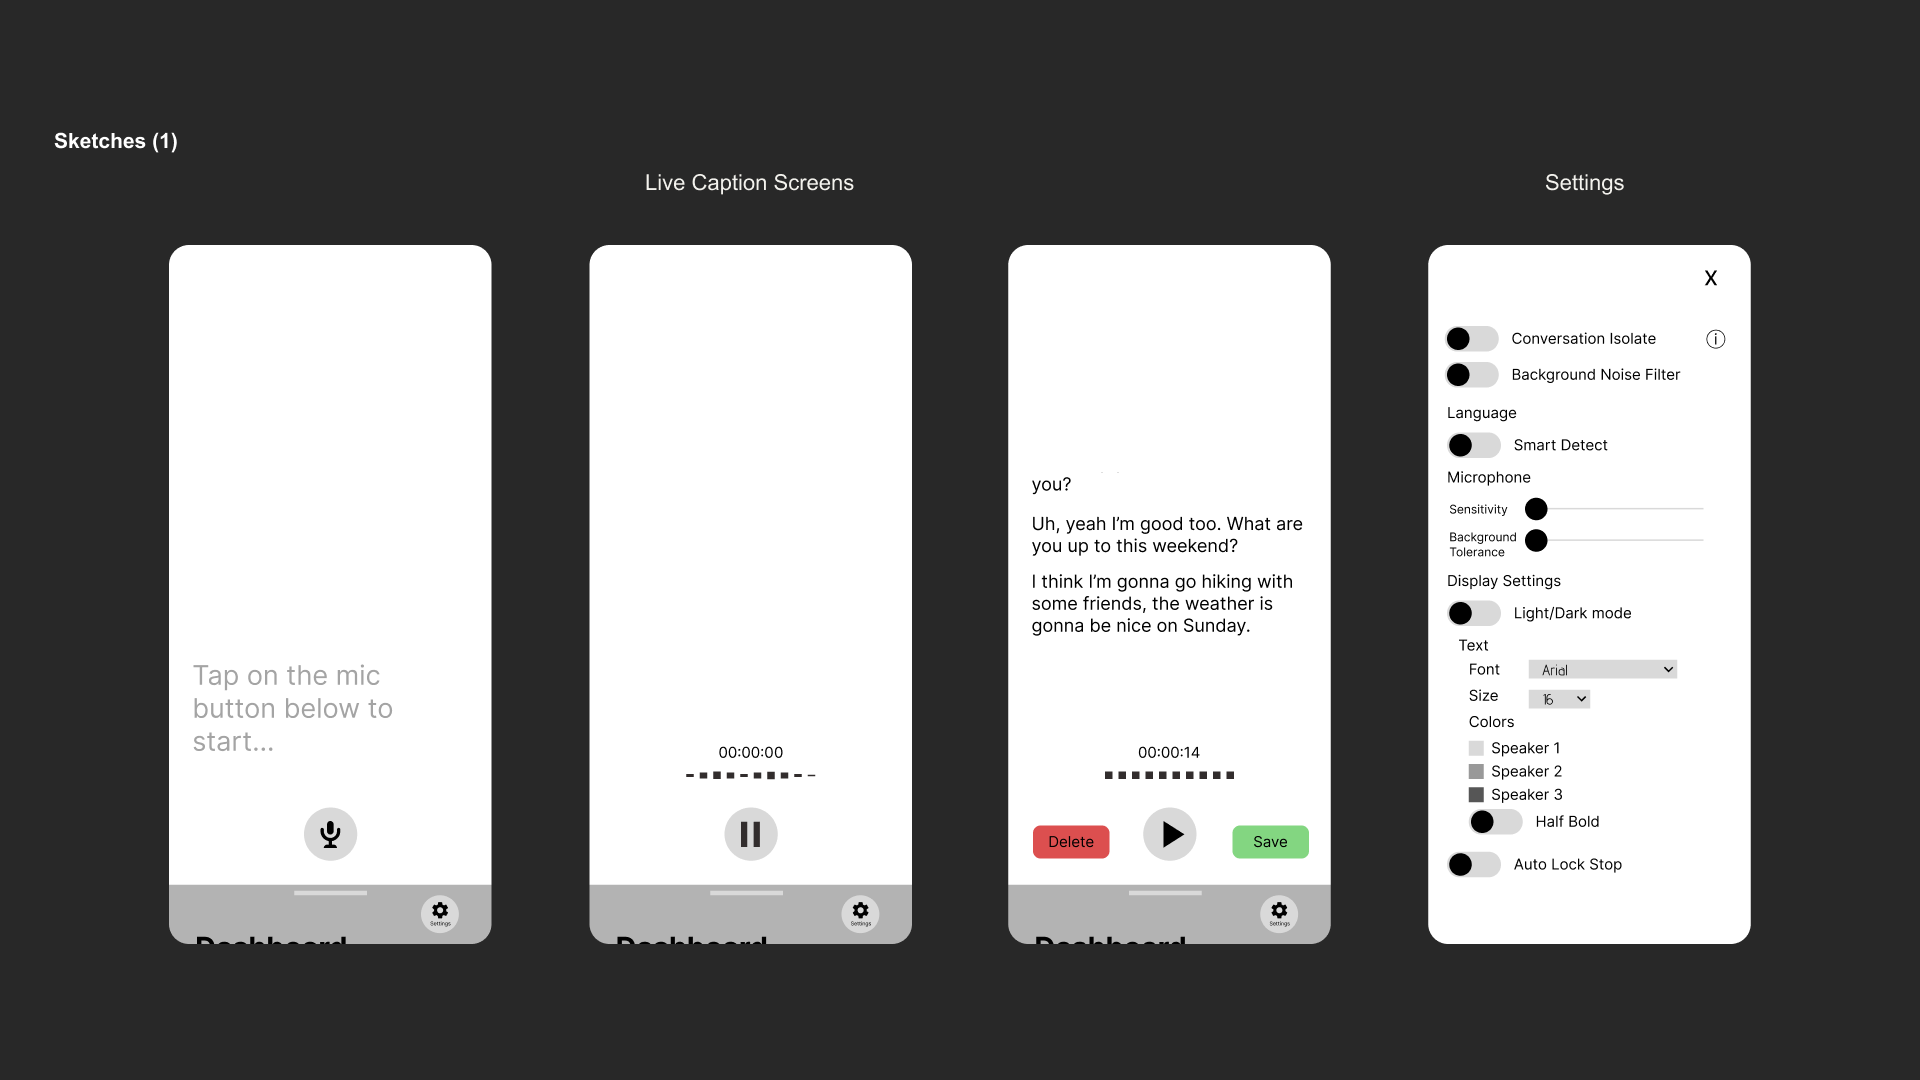 Sketches (1)
Live Caption Screens
Settings
Tap on the mic
button below to
start...
Settings
Dashboard
00:00:00
Settings
Dashboard
you?
Uh, yeah I'm good too. What are
you up to this weekend?
I think I'm gonna go hiking with
some friends, the weather is
gonna be nice on Sunday.
00:00:14
Delete
Save
Settings
Dashboard
X
Conversation Isolate
Background Noise Filter
Language
Smart Detect
Microphone
Sensitivity
Background
Tolerance
Display Settings
Light/Dark mode
Text
Font Arial
Size 16
Colors
Speaker 1
Speaker 2
Speaker 3
Half Bold
Auto Lock Stop